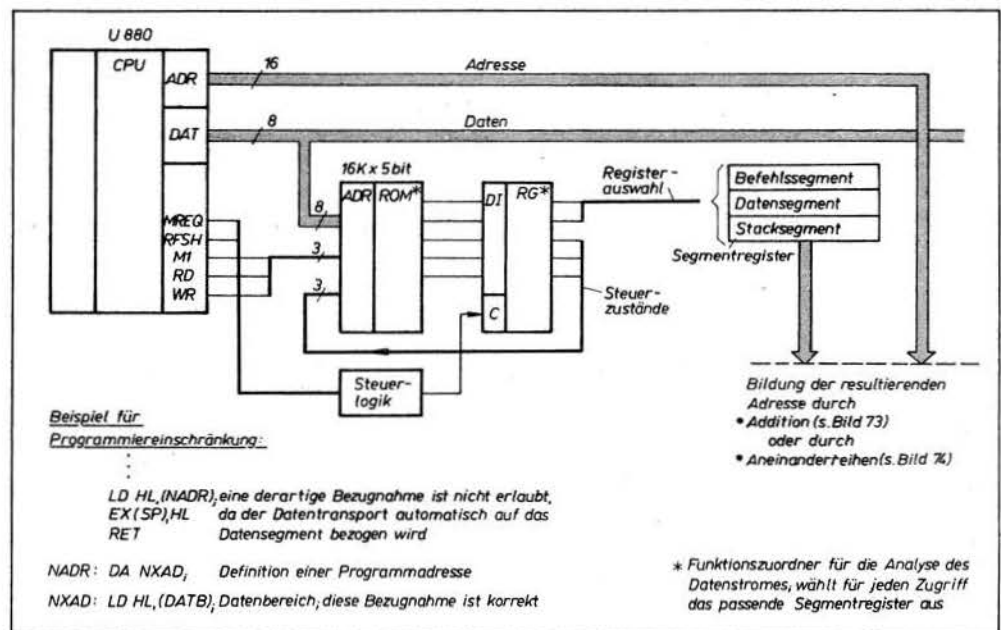 U 880
CPU
ADR
DAT
MREQ
RFSH
M1
RD
WR
16
Adresse
8
Daten
16K x 5bit
ADR
ROM*
8
3
3
DI
RG*
C
Register-
auswahl
Befehlssegment
Datensegment
Stacksegment
Segmentregister
Steuer-
zustände
Steuer-
logik
Bildung der resultierenden
Adresse durch
* Addition (s. Bild 73)
oder durch
* Aneinanderreihen (s. Bild 74)
Beispiel für
Programmiereinschränkung:
LD HL,(NADR); eine derartige Bezugnahme ist nicht erlaubt,
EX(SP),HL da der Datentransport automatisch auf das
RET Datensegment bezogen wird
NADR: DA NXAD; Definition einer Programmadresse
NXAD: LD HL,(DATB); Datenbereich; diese Bezugnahme ist korrekt
* Funktionszuordner für die Analyse des
Datenstromes, wählt für jeden Zugriff
das passende Segmentregister aus